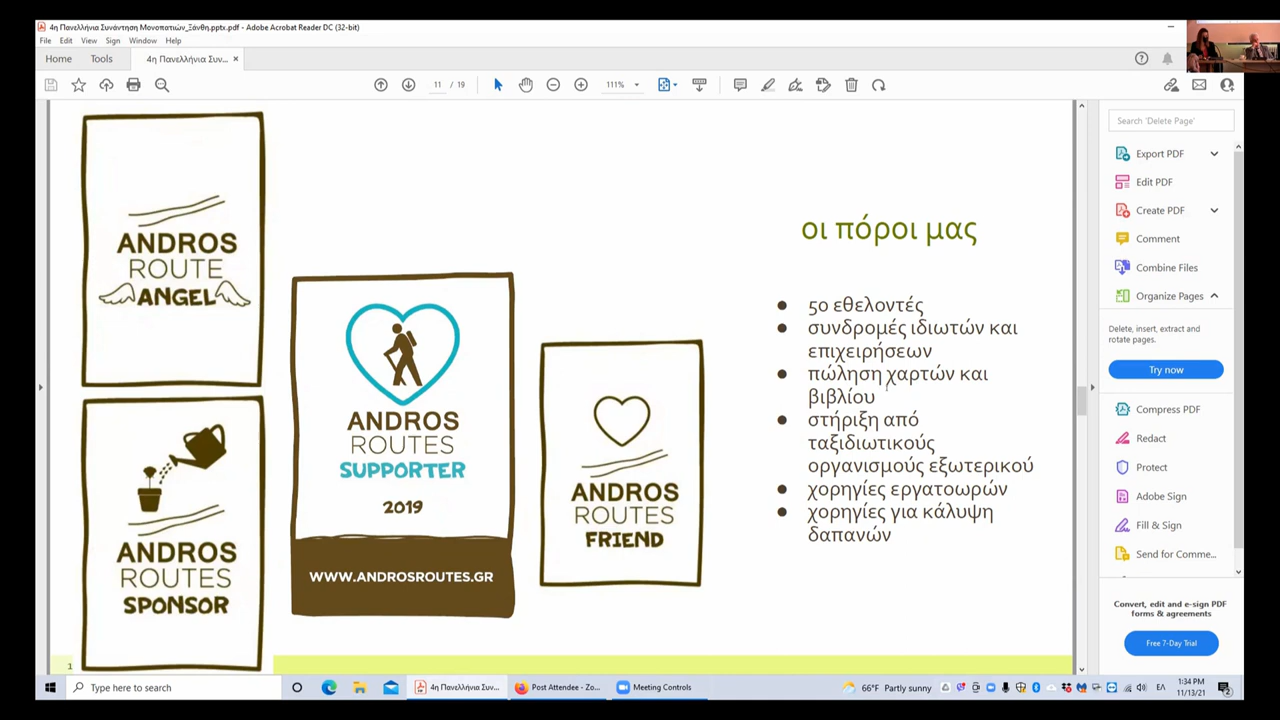 4η Πανελλήνια Συνάντηση Μονοπατιών_Ξάνθη.pptx.pdf - Adobe Acrobat Reader DC (32-bit)
File Edit View Sign Window Help
Home Tools 4η Πανελλήνια Συν... ×
11 / 19 111%
ANDROS
ROUTE
ANGEL
ANDROS
ROUTES
SPONSOR
ANDROS
ROUTES
SUPPORTER
2019
WWW.ANDROSROUTES.GR
ANDROS
ROUTES
FRIEND
οι πόροι μας
● 50 εθελοντές
● συνδρομές ιδιωτών και
επιχειρήσεων
● πώληση χαρτών και
βιβλίου
● στήριξη από
ταξιδιωτικούς
οργανισμούς εξωτερικού
● χορηγίες εργατοωρών
● χορηγίες για κάλυψη
δαπανών
1
Search 'Delete Page'
Export PDF
Edit PDF
Create PDF
Comment
Combine Files
Organize Pages
Delete, insert, extract and
rotate pages.
Try now
Compress PDF
Redact
Protect
Adobe Sign
Fill & Sign
Send for Comme...
Convert, edit and e-sign PDF
forms & agreements
Free 7-Day Trial
Type here to search
4η Πανελλήνια Συν...
Post Attendee - Zo...
Meeting Controls
66°F Partly sunny
ΕΛ
1:34 PM
11/13/21
2